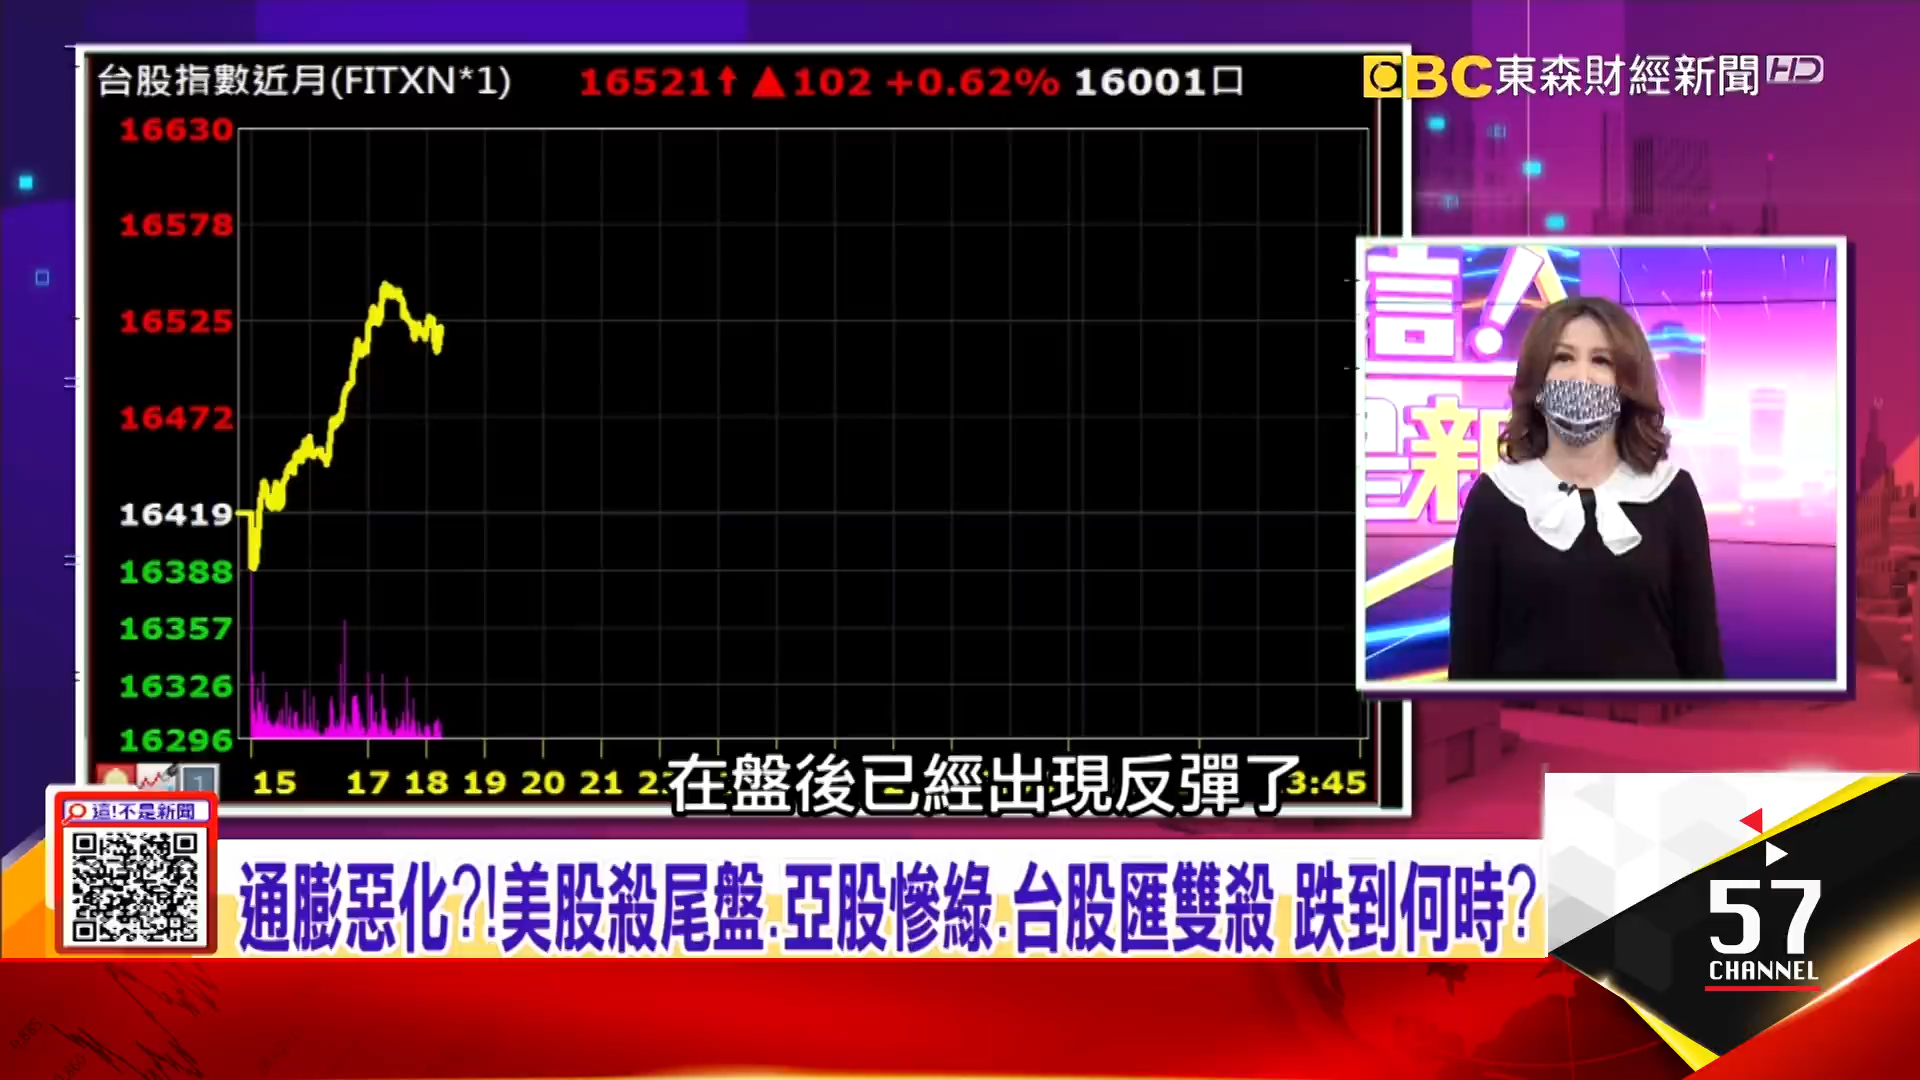 台股指數近月(FITXN*1) 16521↑ ▲102 +0.62% 16001口
EBC東森財經新聞HD
16630
16578
16525
16472
16419
16388
16357
16326
16296
15 17 18 19 20 21
3:45
在盤後已經出現反彈了
這!不是新聞
通膨惡化?!美股殺尾盤.亞股慘綠.台股匯雙殺 跌到何時?
57
CHANNEL